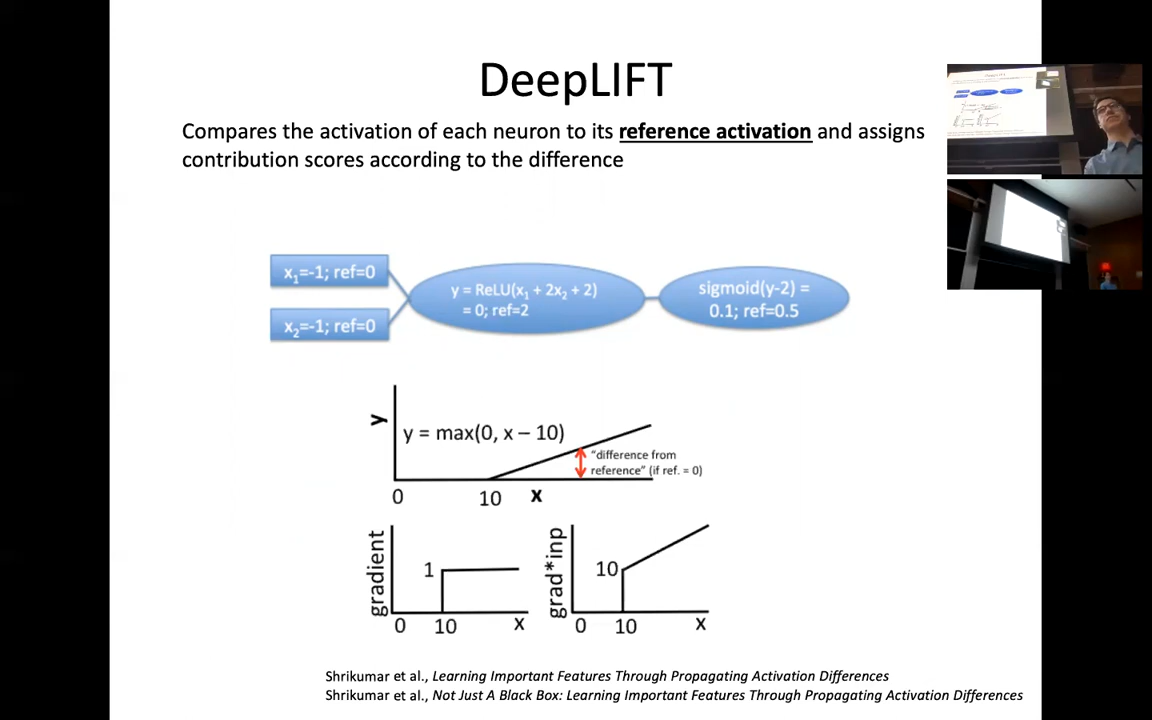 DeepLIFT
Compares the activation of each neuron to its reference activation and assigns
contribution scores according to the difference
x1=-1; ref=0
x2=-1; ref=0
y = ReLU(x1 + 2x2 + 2)
= 0; ref=2
sigmoid(y-2) =
0.1; ref=0.5
y
y = max(0, x – 10)
"difference from
reference" (if ref. = 0)
0 10 x
gradient
1
0 10 x
grad*inp
10
0 10 x
Shrikumar et al., Learning Important Features Through Propagating Activation Differences
Shrikumar et al., Not Just A Black Box: Learning Important Features Through Propagating Activation Differences